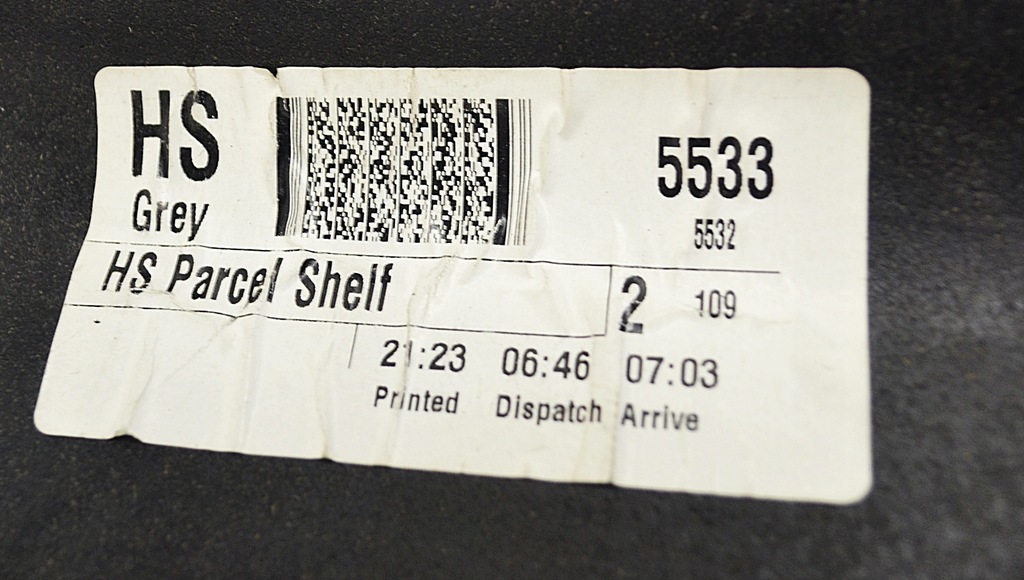 HS
Grey
5533
5532
HS Parcel Shelf
2 109
21:23 06:46 07:03
Printed Dispatch Arrive